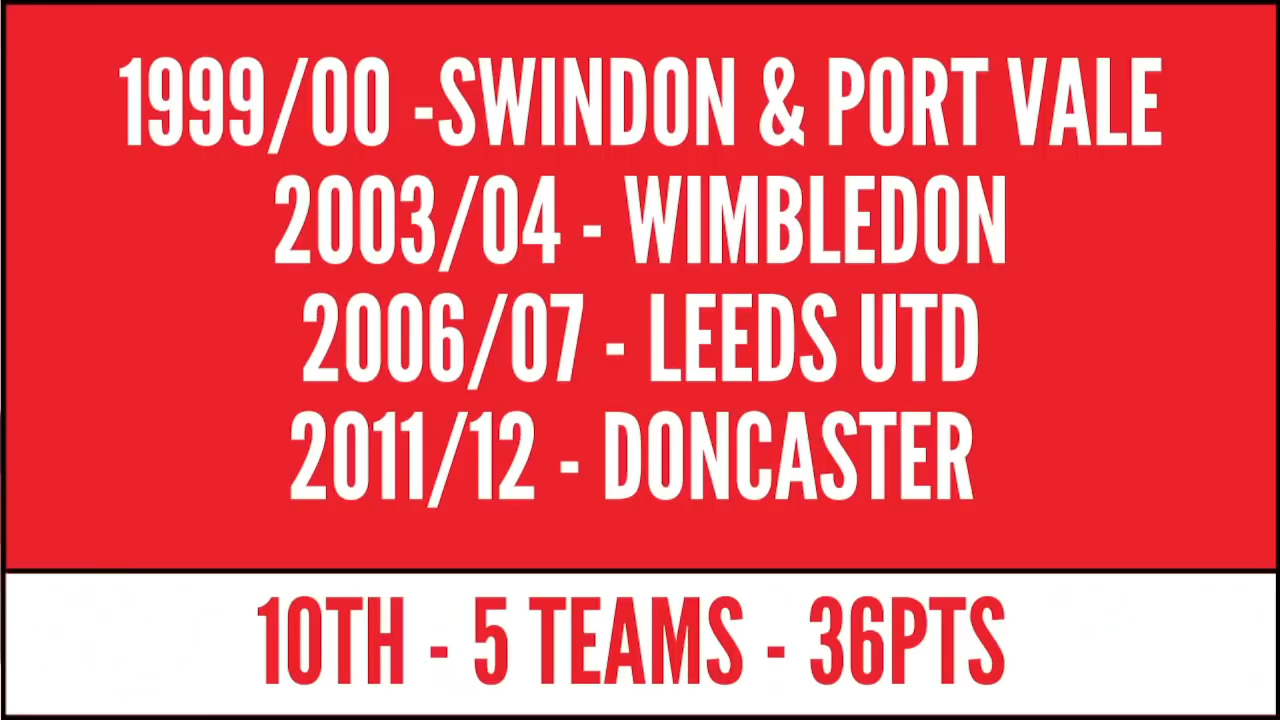 1999/00 -SWINDON & PORT VALE
2003/04 - WIMBLEDON
2006/07 - LEEDS UTD
2011/12 - DONCASTER
10TH - 5 TEAMS - 36PTS